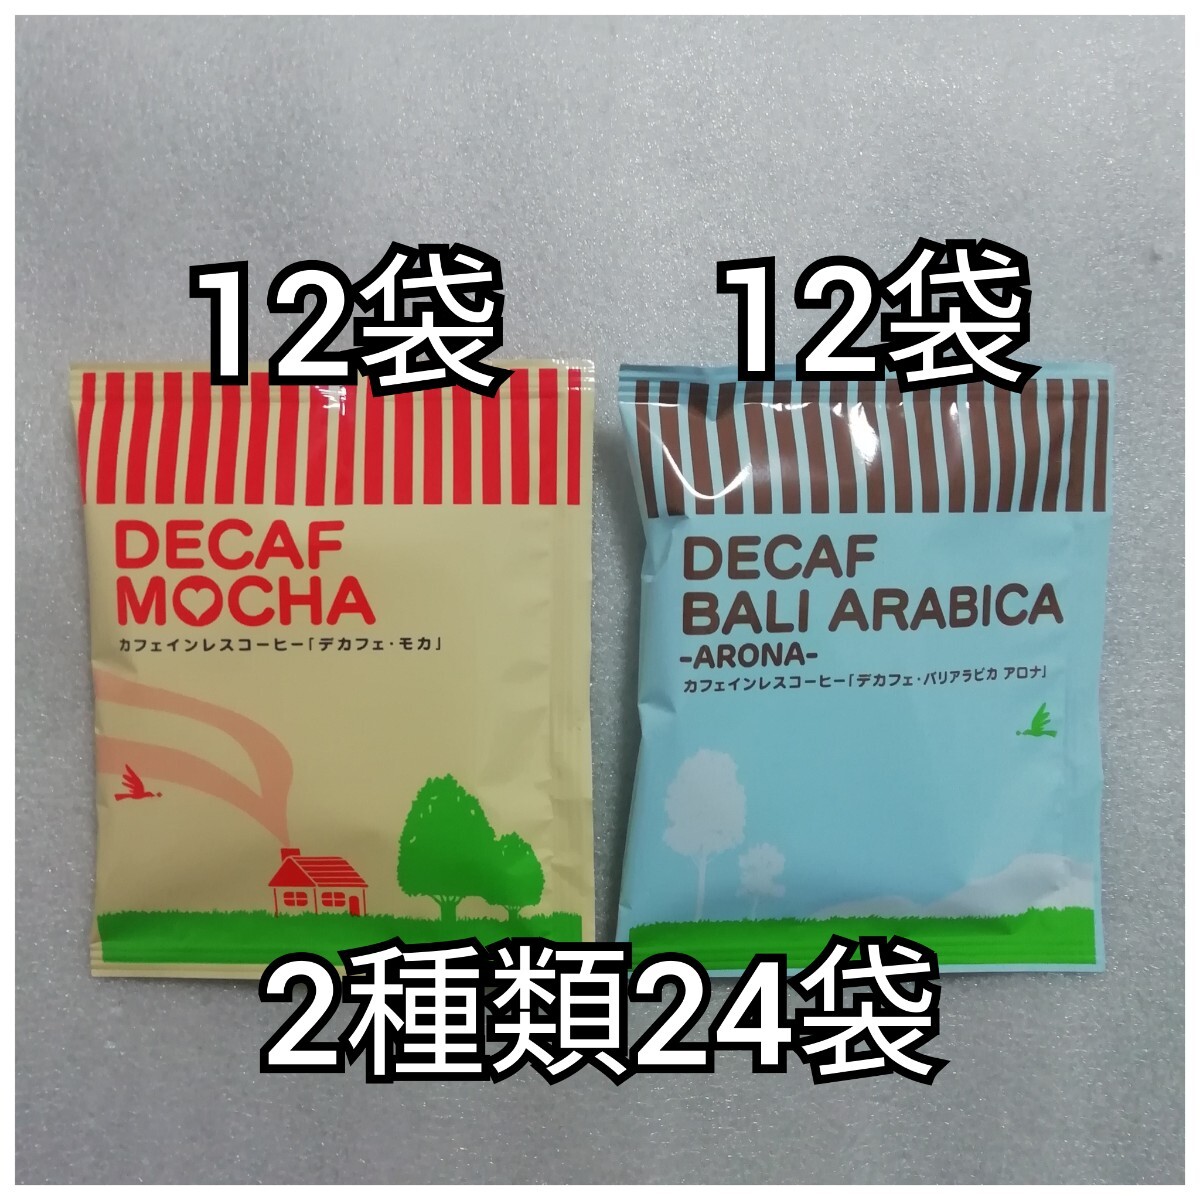 12袋
12袋
DECAF
MOCHA
カフェインレスコーヒー「デカフェ・モカ」
DECAF
BALI ARABICA
-ARONA-
カフェインレスコーヒー「デカフェ・バリアラビカ アロナ」
2種類24袋